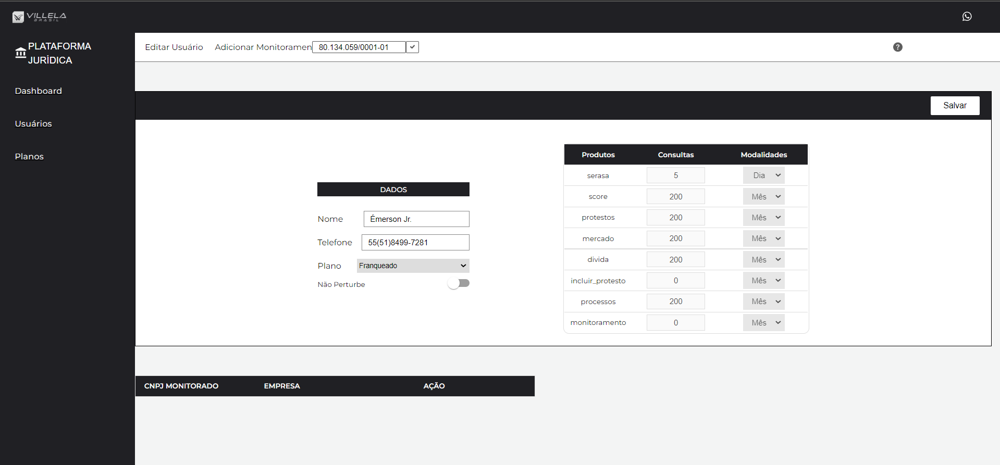 VILLELA
BRASIL
PLATAFORMA
JURÍDICA
Dashboard
Usuários
Planos
Editar Usuário Adicionar Monitoramen 80.134.059/0001-01
?
Salvar
DADOS
Nome Émerson Jr.
Telefone 55(51)8499-7281
Plano Franqueado
Não Perturbe
Produtos Consultas Modalidades
serasa 5 Dia
score 200 Mês
protestos 200 Mês
mercado 200 Mês
divida 200 Mês
incluir_protesto 0 Mês
processos 200 Mês
monitoramento 0 Mês
CNPJ MONITORADO EMPRESA AÇÃO